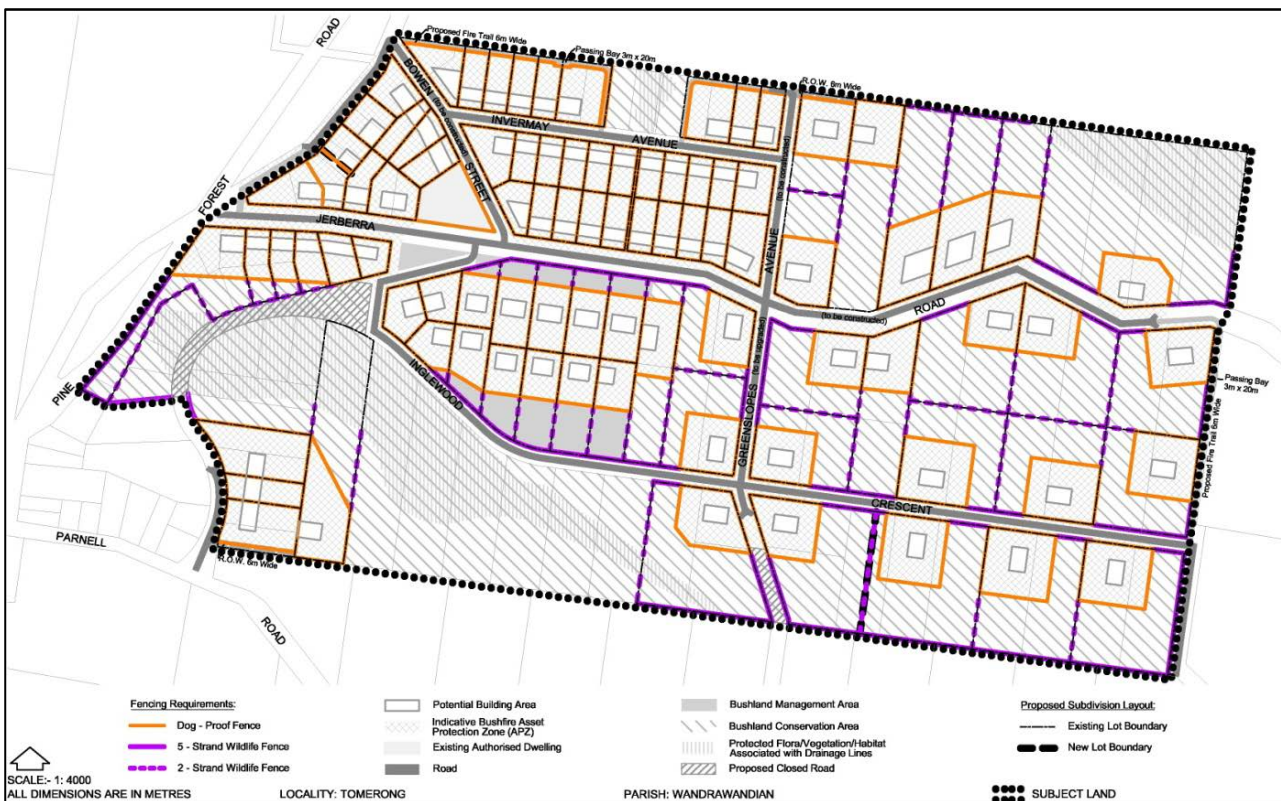 Proposed Fire Trail 6m Wide
ROAD
Passing Bay 3m x 20m
R.O.W. 6m Wide
BOWEN
(to be constructed)
STREET
INVERMAY
AVENUE
(to be constructed)
FOREST
JERBERRA
AVENUE
ROAD
(to be constructed)
(to be upgraded)
INGLEWOOD
GREENSLOPES
Passing Bay
3m x 20m
Proposed Fire Trail 6m Wide
PINE
CRESCENT
PARNELL
R.O.W. 6m Wide
ROAD
Fencing Requirements:
Dog - Proof Fence
5 - Strand Wildlife Fence
2 - Strand Wildlife Fence
Potential Building Area
Indicative Bushfire Asset
Protection Zone (APZ)
Existing Authorised Dwelling
Road
Bushland Management Area
Bushland Conservation Area
Protected Flora/Vegetation/Habitat
Associated with Drainage Lines
Proposed Closed Road
Proposed Subdivision Layout:
Existing Lot Boundary
New Lot Boundary
SUBJECT LAND
SCALE:- 1: 4000
ALL DIMENSIONS ARE IN METRES
LOCALITY: TOMERONG
PARISH: WANDRAWANDIAN